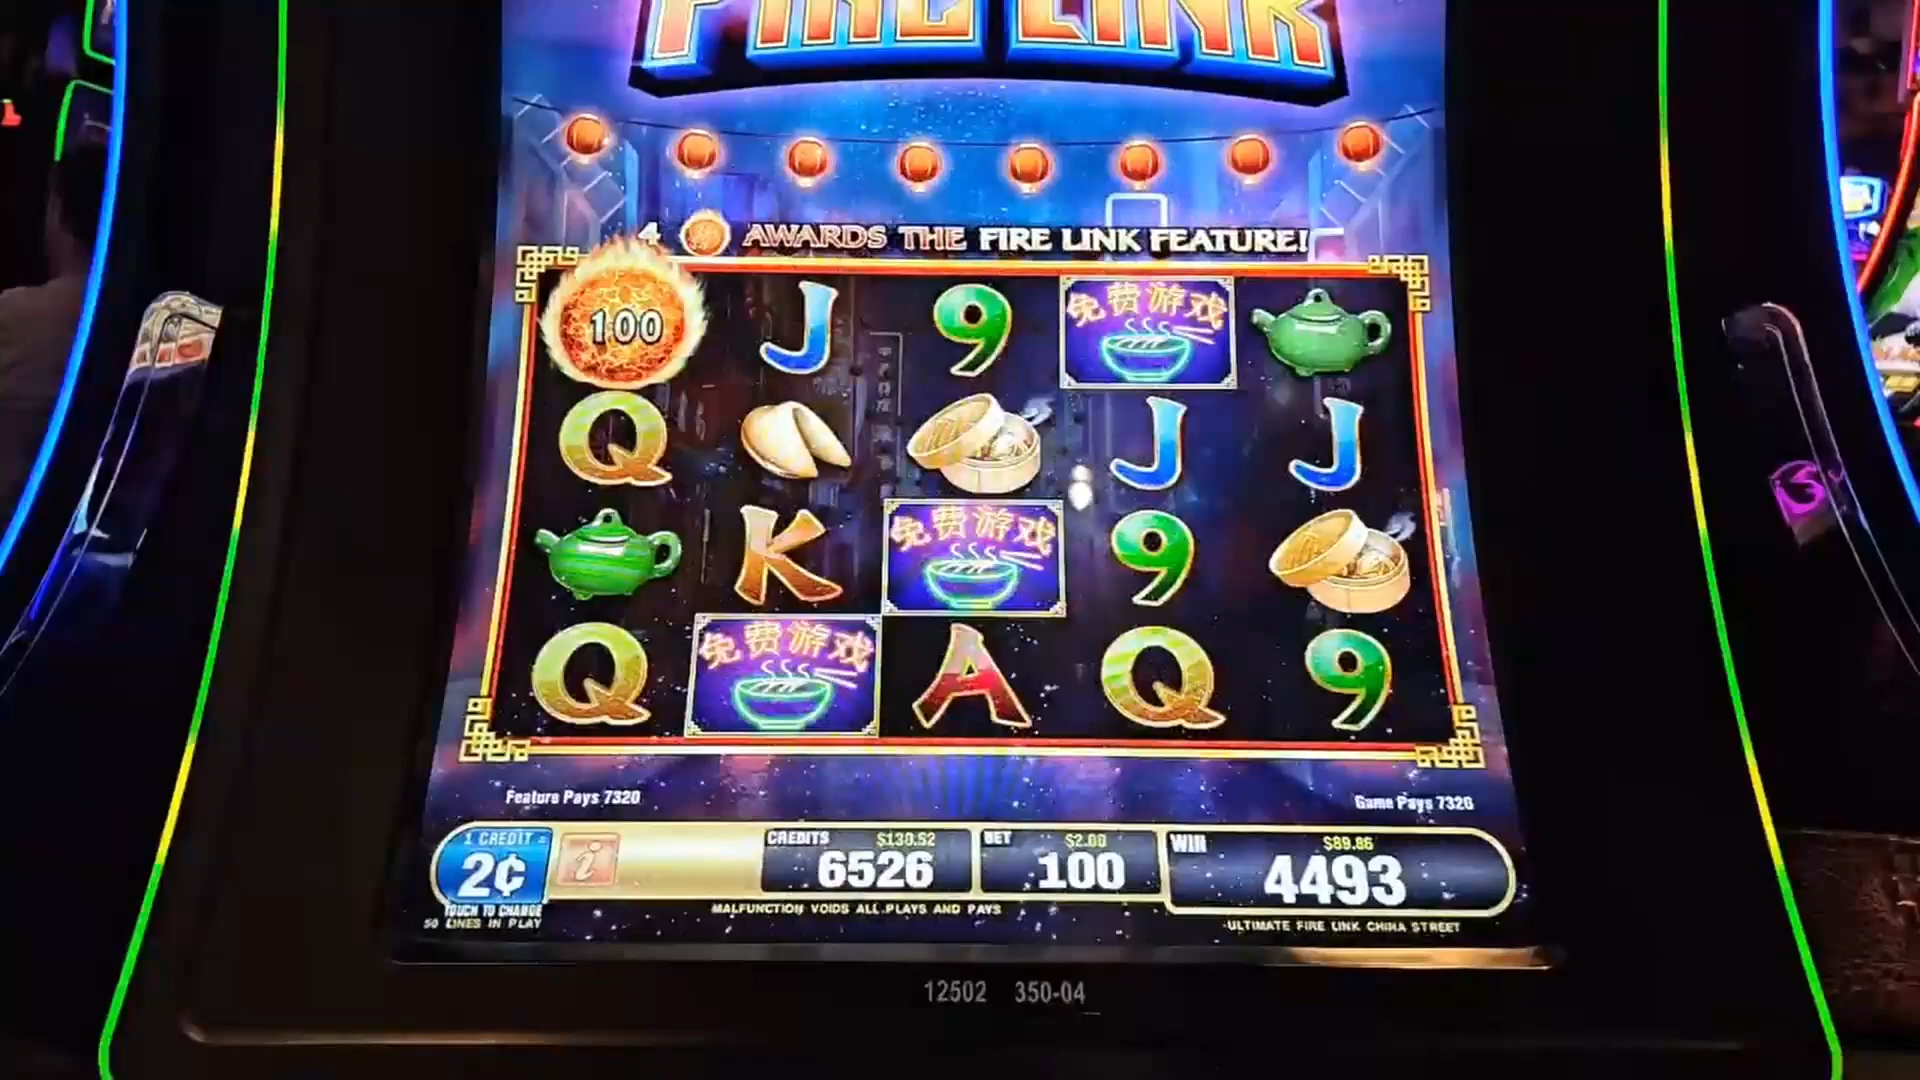 FIRE LINK
4 AWARDS THE FIRE LINK FEATURE!
100 J 9 免费游戏
Q J J
K 免费游戏 9
Q 免费游戏 A Q 9
Feature Pays 7320
Game Pays 7320
1 CREDIT =
2¢
TOUCH TO CHANGE
50 LINES IN PLAY
i
CREDITS $130.52
6526
BET $2.00
100
WIN $89.86
4493
MALFUNCTION VOIDS ALL PLAYS AND PAYS
ULTIMATE FIRE LINK CHINA STREET
12502 350-04